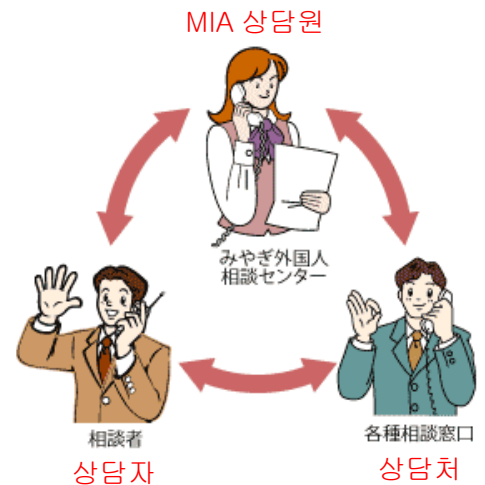 MIA 상담원
みやぎ外国人
相談センター
相談者
상담자
各種相談窓口
상담처